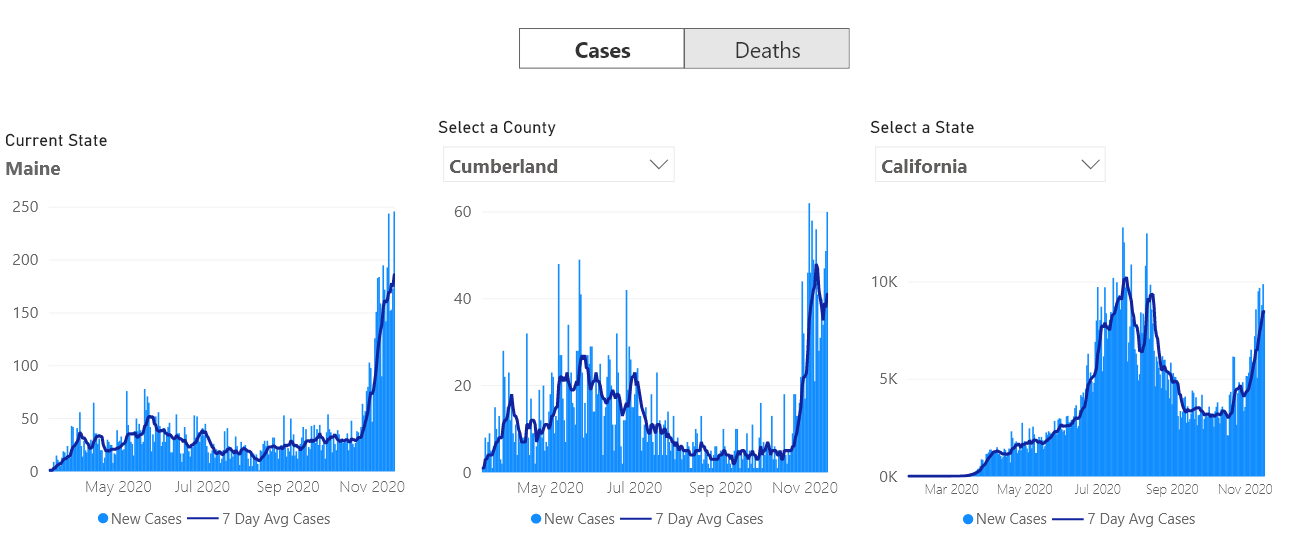 Cases
Deaths
Current State
Maine
250
200
150
100
50
0
May 2020
Jul 2020
Sep 2020
Nov 2020
New Cases
7 Day Avg Cases
Select a County
Cumberland
60
40
20
0
May 2020
Jul 2020
Sep 2020
Nov 2020
New Cases
7 Day Avg Cases
Select a State
California
10K
5K
0K
Mar 2020
May 2020
Jul 2020
Sep 2020
Nov 2020
New Cases
7 Day Avg Cases